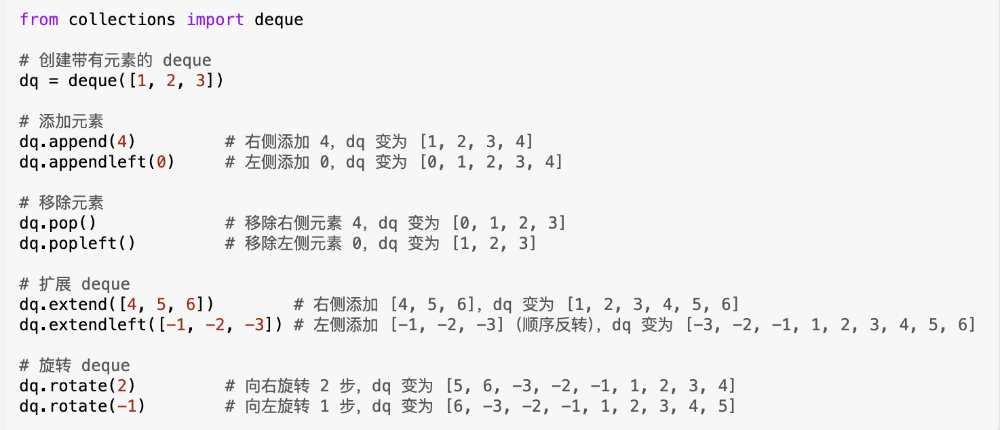 from collections import deque
# 创建带有元素的 deque
dq = deque([1, 2, 3])
# 添加元素
dq.append(4)         # 右侧添加 4，dq 变为 [1, 2, 3, 4]
dq.appendleft(0)     # 左侧添加 0，dq 变为 [0, 1, 2, 3, 4]
# 移除元素
dq.pop()             # 移除右侧元素 4，dq 变为 [0, 1, 2, 3]
dq.popleft()         # 移除左侧元素 0，dq 变为 [1, 2, 3]
# 扩展 deque
dq.extend([4, 5, 6])        # 右侧添加 [4, 5, 6]，dq 变为 [1, 2, 3, 4, 5, 6]
dq.extendleft([-1, -2, -3]) # 左侧添加 [-1, -2, -3]（顺序反转），dq 变为 [-3, -2, -1, 1, 2, 3, 4, 5, 6]
# 旋转 deque
dq.rotate(2)         # 向右旋转 2 步，dq 变为 [5, 6, -3, -2, -1, 1, 2, 3, 4]
dq.rotate(-1)        # 向左旋转 1 步，dq 变为 [6, -3, -2, -1, 1, 2, 3, 4, 5]